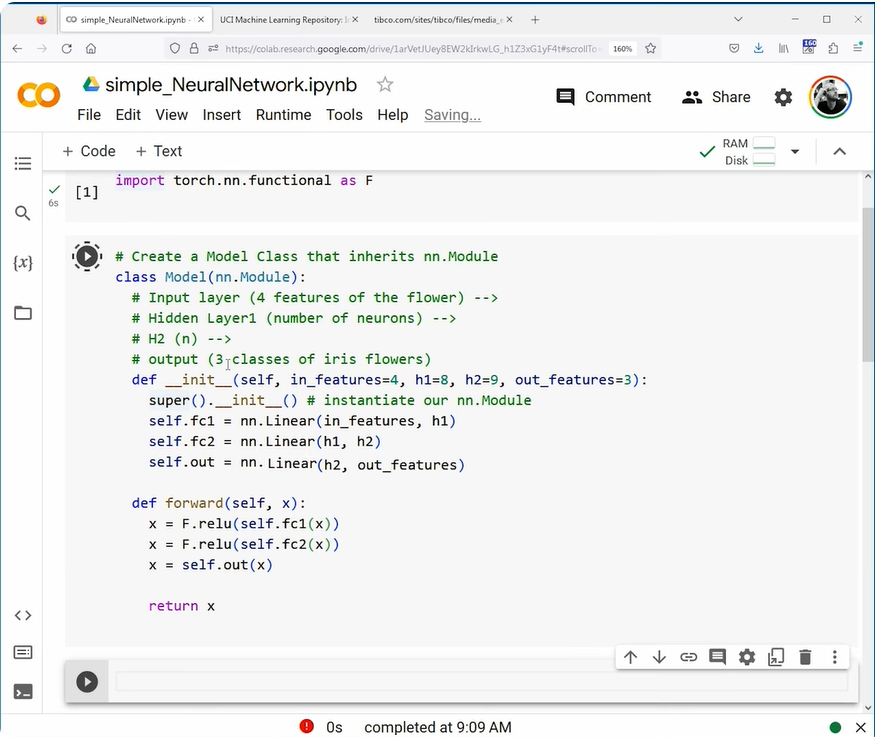 simple_NeuralNetwork.ipynb - 
UCI Machine Learning Repository: 
tibco.com/sites/tibco/files/media_
https://colab.research.google.com/drive/1arVetJUey8EW2kIrkwLG_h1Z3xG1yF4t#scrollTo
160%
160
CO
simple_NeuralNetwork.ipynb
Comment
Share
File Edit View Insert Runtime Tools Help Saving...
+ Code + Text
RAM
Disk
[1]
6s
import torch.nn.functional as F
{x}
# Create a Model Class that inherits nn.Module
class Model(nn.Module):
# Input layer (4 features of the flower) -->
# Hidden Layer1 (number of neurons) -->
# H2 (n) -->
# output (3 classes of iris flowers)
def __init__(self, in_features=4, h1=8, h2=9, out_features=3):
super().__init__() # instantiate our nn.Module
self.fc1 = nn.Linear(in_features, h1)
self.fc2 = nn.Linear(h1, h2)
self.out = nn.Linear(h2, out_features)
def forward(self, x):
x = F.relu(self.fc1(x))
x = F.relu(self.fc2(x))
x = self.out(x)
return x
0s completed at 9:09 AM